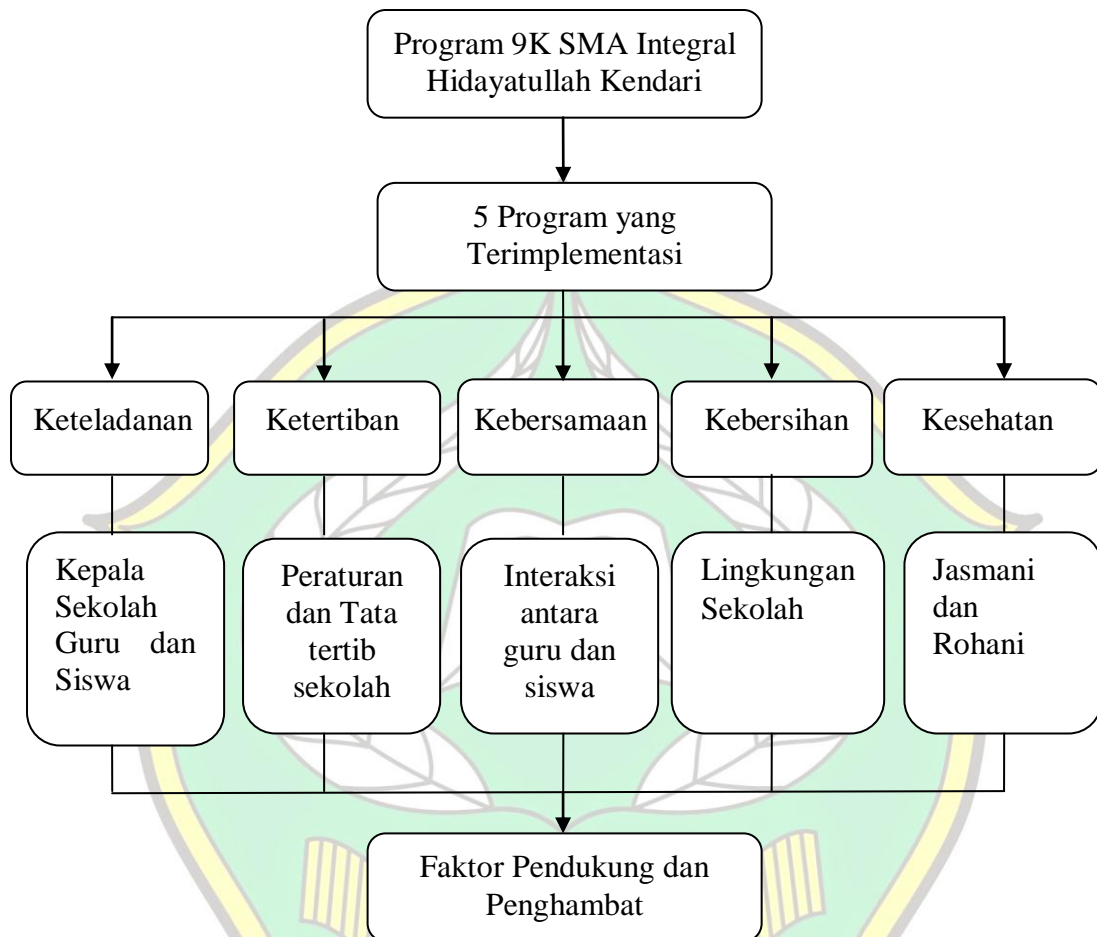 Program 9K SMA Integral
Hidayatullah Kendari
5 Program yang
Terimplementasi
Keteladanan
Ketertiban
Kebersamaan
Kebersihan
Kesehatan
Kepala
Sekolah
Guru dan
Siswa
Peraturan
dan Tata
tertib
sekolah
Interaksi
antara
guru dan
siswa
Lingkungan
Sekolah
Jasmani
dan
Rohani
Faktor Pendukung dan
Penghambat